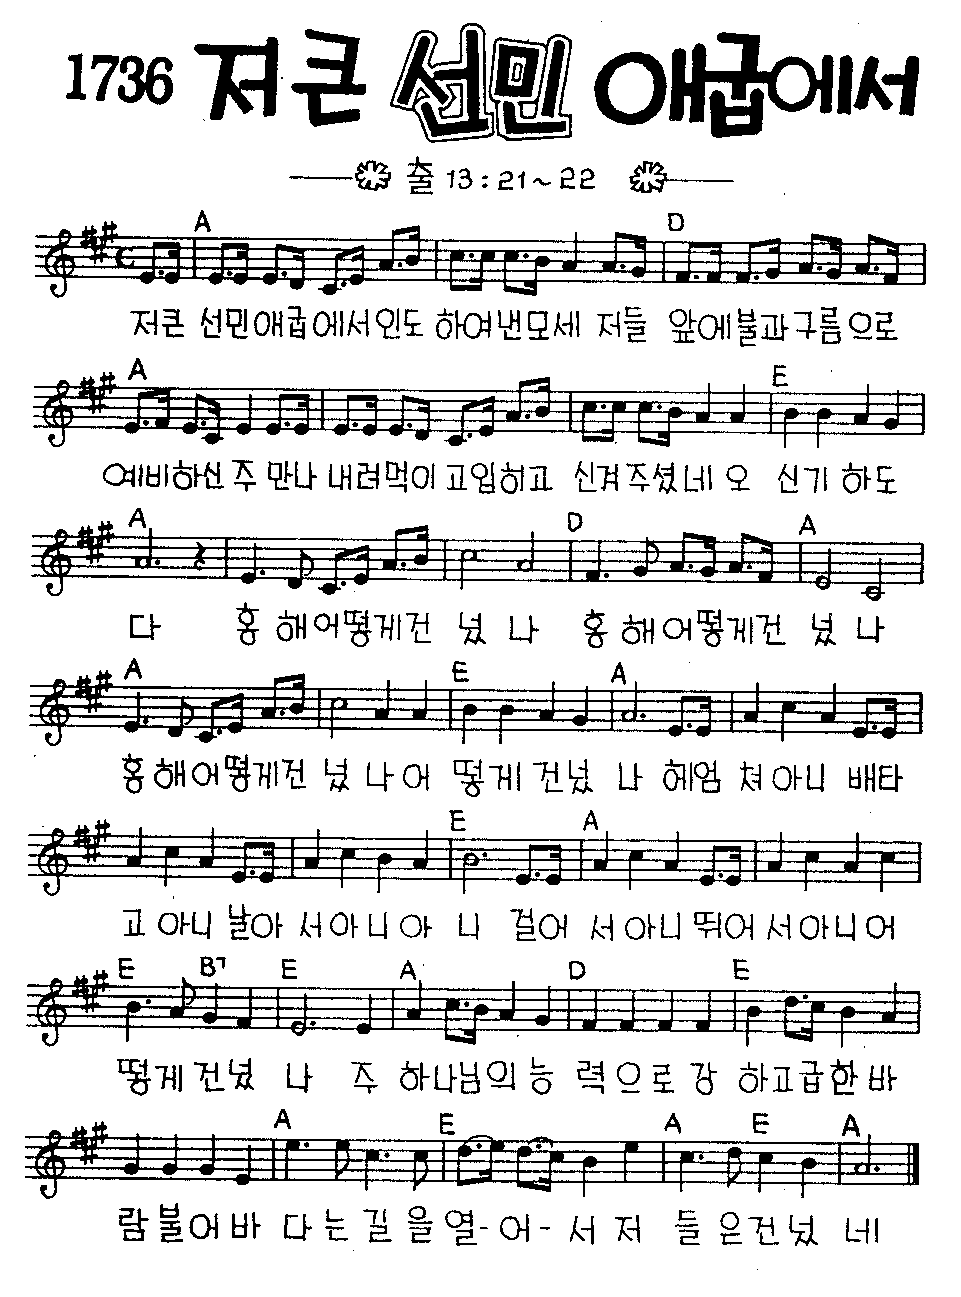 1736 저큰 선민 애굽에서
출 13:21~22
A D
저큰 선민애굽에서인도 하여낸모세 저들 앞에불과구름으로
A E
예비하신 주 만나 내려먹이고입히고 신겨주셨네 오 신기 하도
A D A
다 홍 해어떻게건 넜 나 홍 해어떻게건 넜 나
A E A
홍 해어떻게건 넜 나 어 떻게 건넜 나 헤엄 쳐아니 배타
E A
고 아니 날아 서아니아 니 걸어 서 아니 뛰어 서아니어
E B7 E A D E
떻게 건넜 나 주 하나님의 능 력으로 강 하고급한 바
A E A E A
람 불어 바 다 는 길 을 열-어-서 저 들 은건넜 네